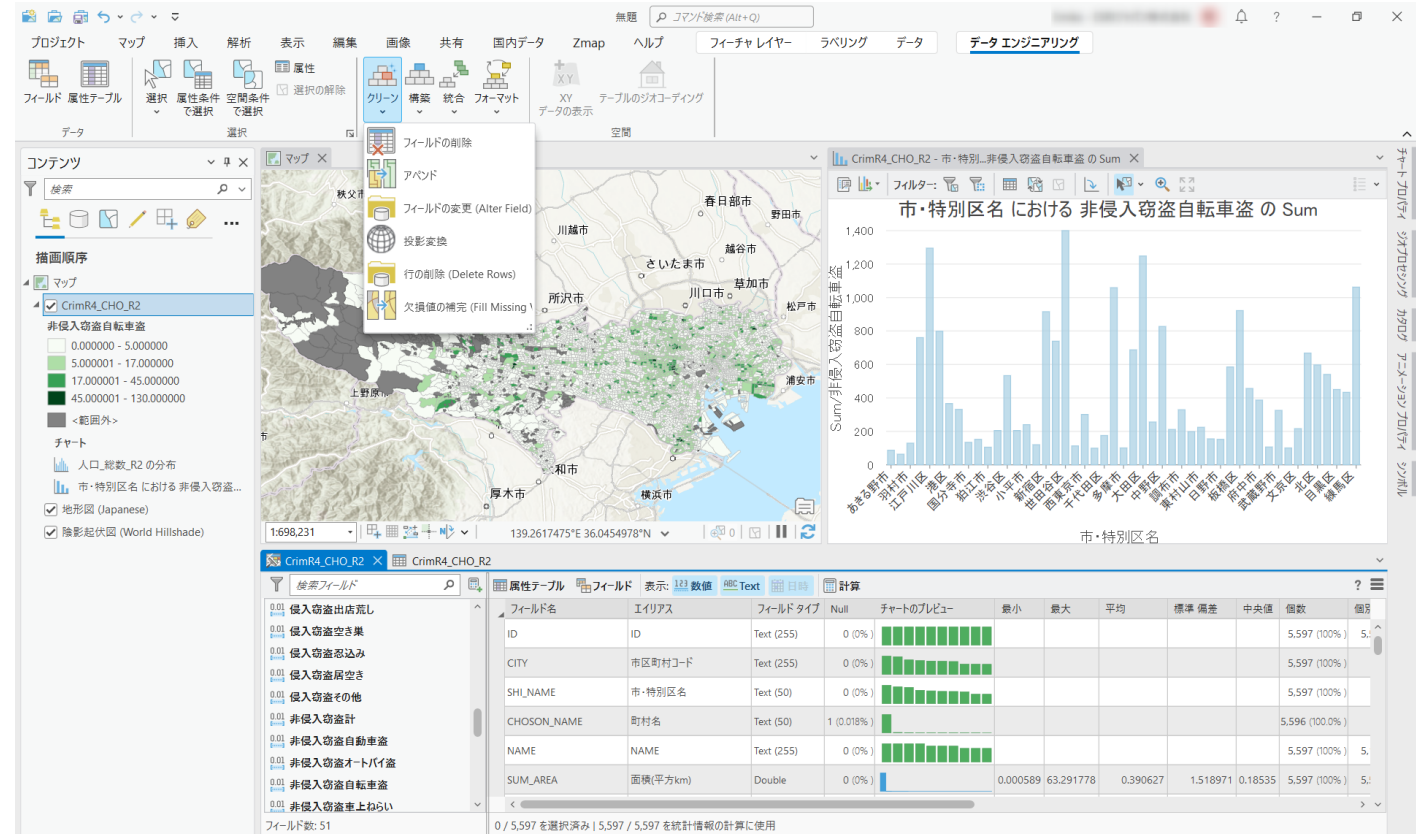 無題
コマンド検索 (Alt+Q)
プロジェクト マップ 挿入 解析 表示 編集 画像 共有 国内データ Zmap ヘルプ フィーチャ レイヤー ラベリング データ データ エンジニアリング
フィールド 属性テーブル
データ
選択 属性条件で選択 空間条件で選択
属性
選択の解除
選択
クリーン 構築 統合 フォーマット
XY データの表示 テーブルのジオコーディング
空間
フィールドの削除
アペンド
フィールドの変更 (Alter Field)
投影変換
行の削除 (Delete Rows)
欠損値の補完 (Fill Missing
コンテンツ
検索
描画順序
マップ
CrimR4_CHO_R2
非侵入窃盗自転車盗
0.000000 - 5.000000
5.000001 - 17.000000
17.000001 - 45.000000
45.000001 - 130.000000
<範囲外>
チャート
人口_総数_R2 の分布
市・特別区名 における 非侵入窃盗...
地形図 (Japanese)
陰影起伏図 (World Hillshade)
マップ
秩父市
川越市
春日部市
野田市
越谷市
さいたま市
草加市
川口市
所沢市
松戸市
浦安市
上野原市
和市
厚木市
横浜市
1:698,231
139.2617475°E 36.0454978°N
0
CrimR4_CHO_R2 - 市・特別...非侵入窃盗自転車盗 の Sum
フィルター:
市・特別区名 における 非侵入窃盗自転車盗 の Sum
Sum/非侵入窃盗自転車盗
1,400
1,200
1,000
800
600
400
200
0
あきる野市 羽村市 江戸川区 港区 国分寺市 狛江市 渋谷区 小平市 新宿区 世田谷区 西東京市 千代田区 多摩市 大田区 中野区 調布市 東村山市 日野市 板橋区 府中市 武蔵野市 文京区 北区 目黒区 練馬区
市・特別区名
チャート プロパティ
ジオプロセシング
カタログ
アニメーション プロパティ
シンボル
CrimR4_CHO_R2 CrimR4_CHO_R2
検索フィールド
属性テーブル フィールド 表示: 数値 Text 日時 計算
侵入窃盗出店荒し
侵入窃盗空き巣
侵入窃盗忍込み
侵入窃盗居空き
侵入窃盗その他
非侵入窃盗計
非侵入窃盗自動車盗
非侵入窃盗オートバイ盗
非侵入窃盗自転車盗
非侵入窃盗車上ねらい
フィールド数: 51
フィールド名 エイリアス フィールド タイプ Null チャートのプレビュー 最小 最大 平均 標準 偏差 中央値 個数
ID ID Text (255) 0 (0%) 5,597 (100%)
CITY 市区町村コード Text (255) 0 (0%) 5,597 (100%)
SHI_NAME 市・特別区名 Text (50) 0 (0%) 5,597 (100%)
CHOSON_NAME 町村名 Text (50) 1 (0.018%) 5,596 (100.0%)
NAME NAME Text (255) 0 (0%) 5,597 (100%)
SUM_AREA 面積(平方km) Double 0 (0%) 0.000589 63.291778 0.390627 1.518971 0.18535 5,597 (100%)
0 / 5,597 を選択済み | 5,597 / 5,597 を統計情報の計算に使用